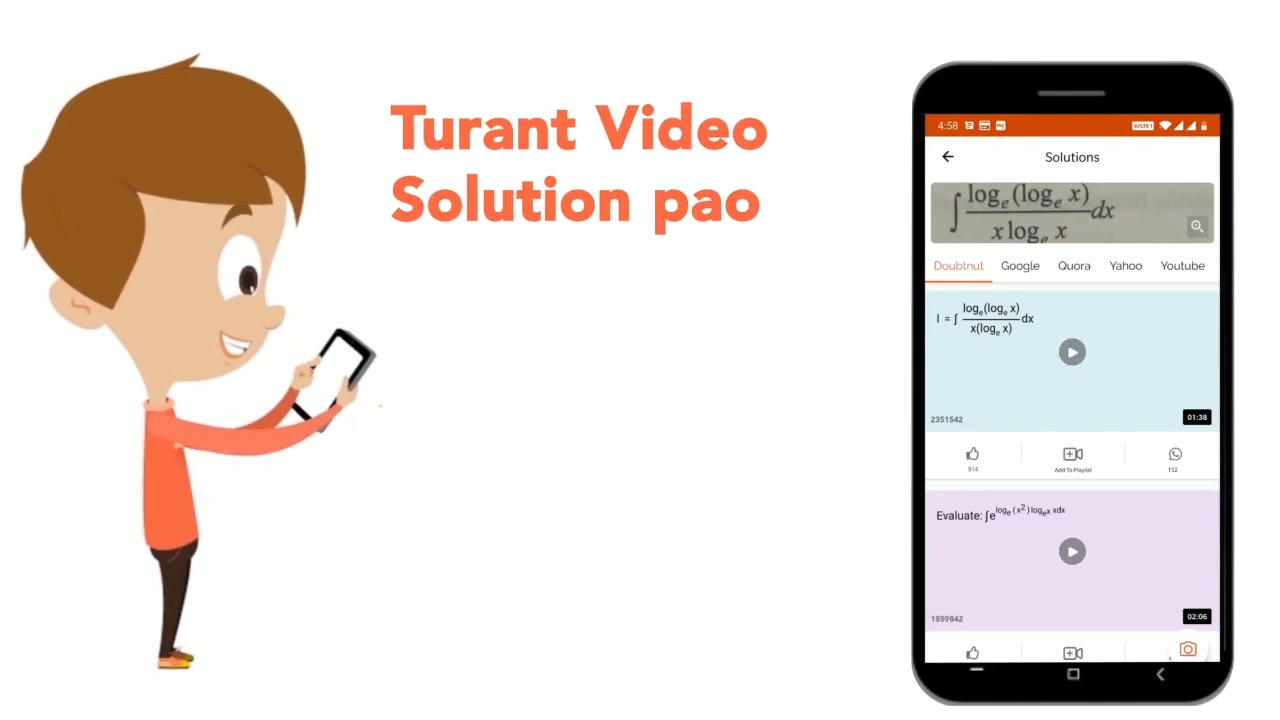 Turant Video
Solution pao
4:58
VoLTE1
Solutions
∫ logₑ(logₑ x) / x logₑ x dx
Doubtnut Google Quora Yahoo Youtube
I = ∫ logₑ(logₑ x) / x(logₑ x) dx
2351542 01:38
914 Add To Playlist 152
Evaluate: ∫e^logₑ(x²)logₑx xdx
1859842 02:06